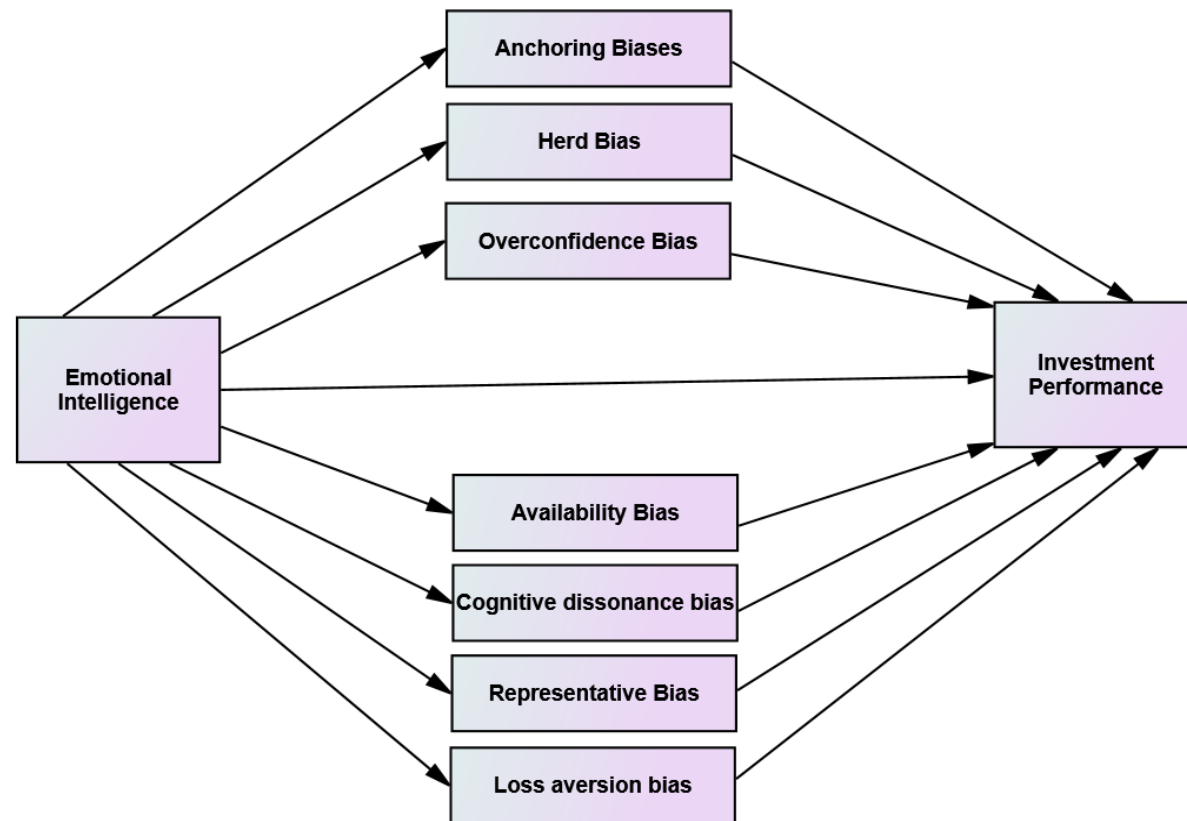 Anchoring Biases
Herd Bias
Overconfidence Bias
Emotional
Intelligence
Investment
Performance
Availability Bias
Cognitive dissonance bias
Representative Bias
Loss aversion bias